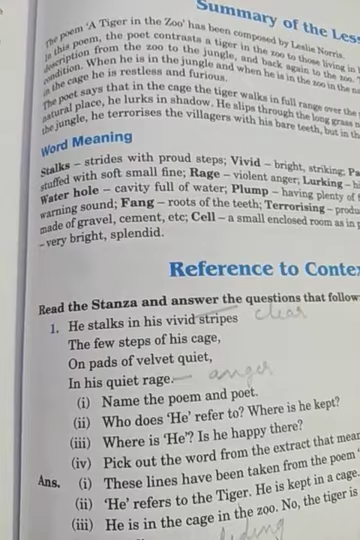 Summary of the Less
The poem 'A Tiger in the Zoo' has been composed by Leslie Norris.
In this poem, the poet contrasts a tiger in the zoo to those living in
description from the zoo to the jungle, and back again to the zoo.
condition. When he is in the jungle and when he is in the zoo in the
in the cage he is restless and furious.
The poet says that in the cage the tiger walks in full range over the
natural place, he lurks in shadow. He slips through the long grass
the jungle, he terrorises the villagers with his bare teeth, but in th
Word Meaning
Stalks – strides with proud steps; Vivid – bright, striking; Pa
stuffed with soft small fine; Rage – violent anger; Lurking – hi
Water hole – cavity full of water; Plump – having plenty of f
warning sound; Fang – roots of the teeth; Terrorising – produ
made of gravel, cement, etc; Cell – a small enclosed room as in p
– very bright, splendid.
Reference to Contex
Read the Stanza and answer the questions that follow
1. He stalks in his vivid stripes clear
The few steps of his cage,
On pads of velvet quiet,
In his quiet rage. anger
(i) Name the poem and poet.
(ii) Who does 'He' refer to? Where is he kept?
(iii) Where is 'He'? Is he happy there?
(iv) Pick out the word from the extract that mean
Ans. (i) These lines have been taken from the poem '
(ii) 'He' refers to the Tiger. He is kept in a cage.
(iii) He is in the cage in the zoo. No, the tiger is